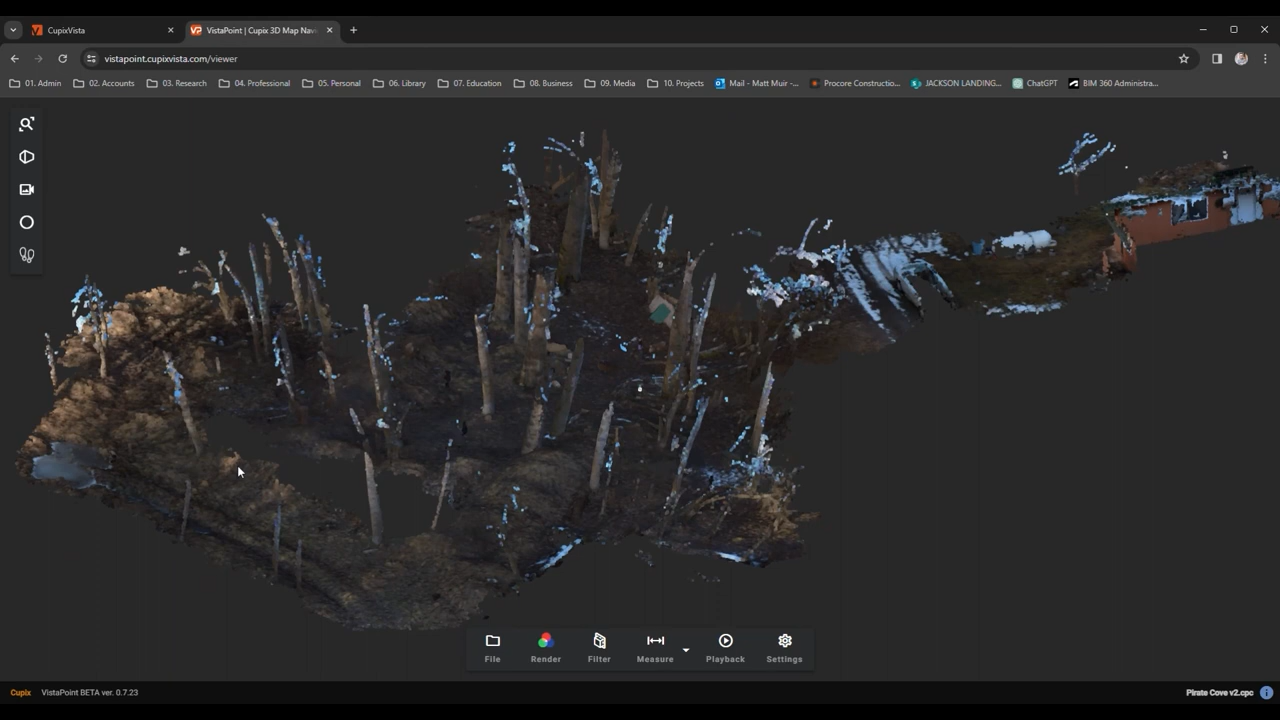 CupixVista
VistaPoint | Cupix 3D Map Nav
vistapoint.cupixvista.com/viewer
01. Admin 02. Accounts 03. Research 04. Professional 05. Personal 06. Library 07. Education 08. Business 09. Media 10. Projects Mail - Matt Muir -... Procore Constructio... JACKSON LANDING... ChatGPT BIM 360 Administra...
File Render Filter Measure Playback Settings
Cupix VistaPoint BETA ver. 0.7.23 Pirate Cove v2.cpc